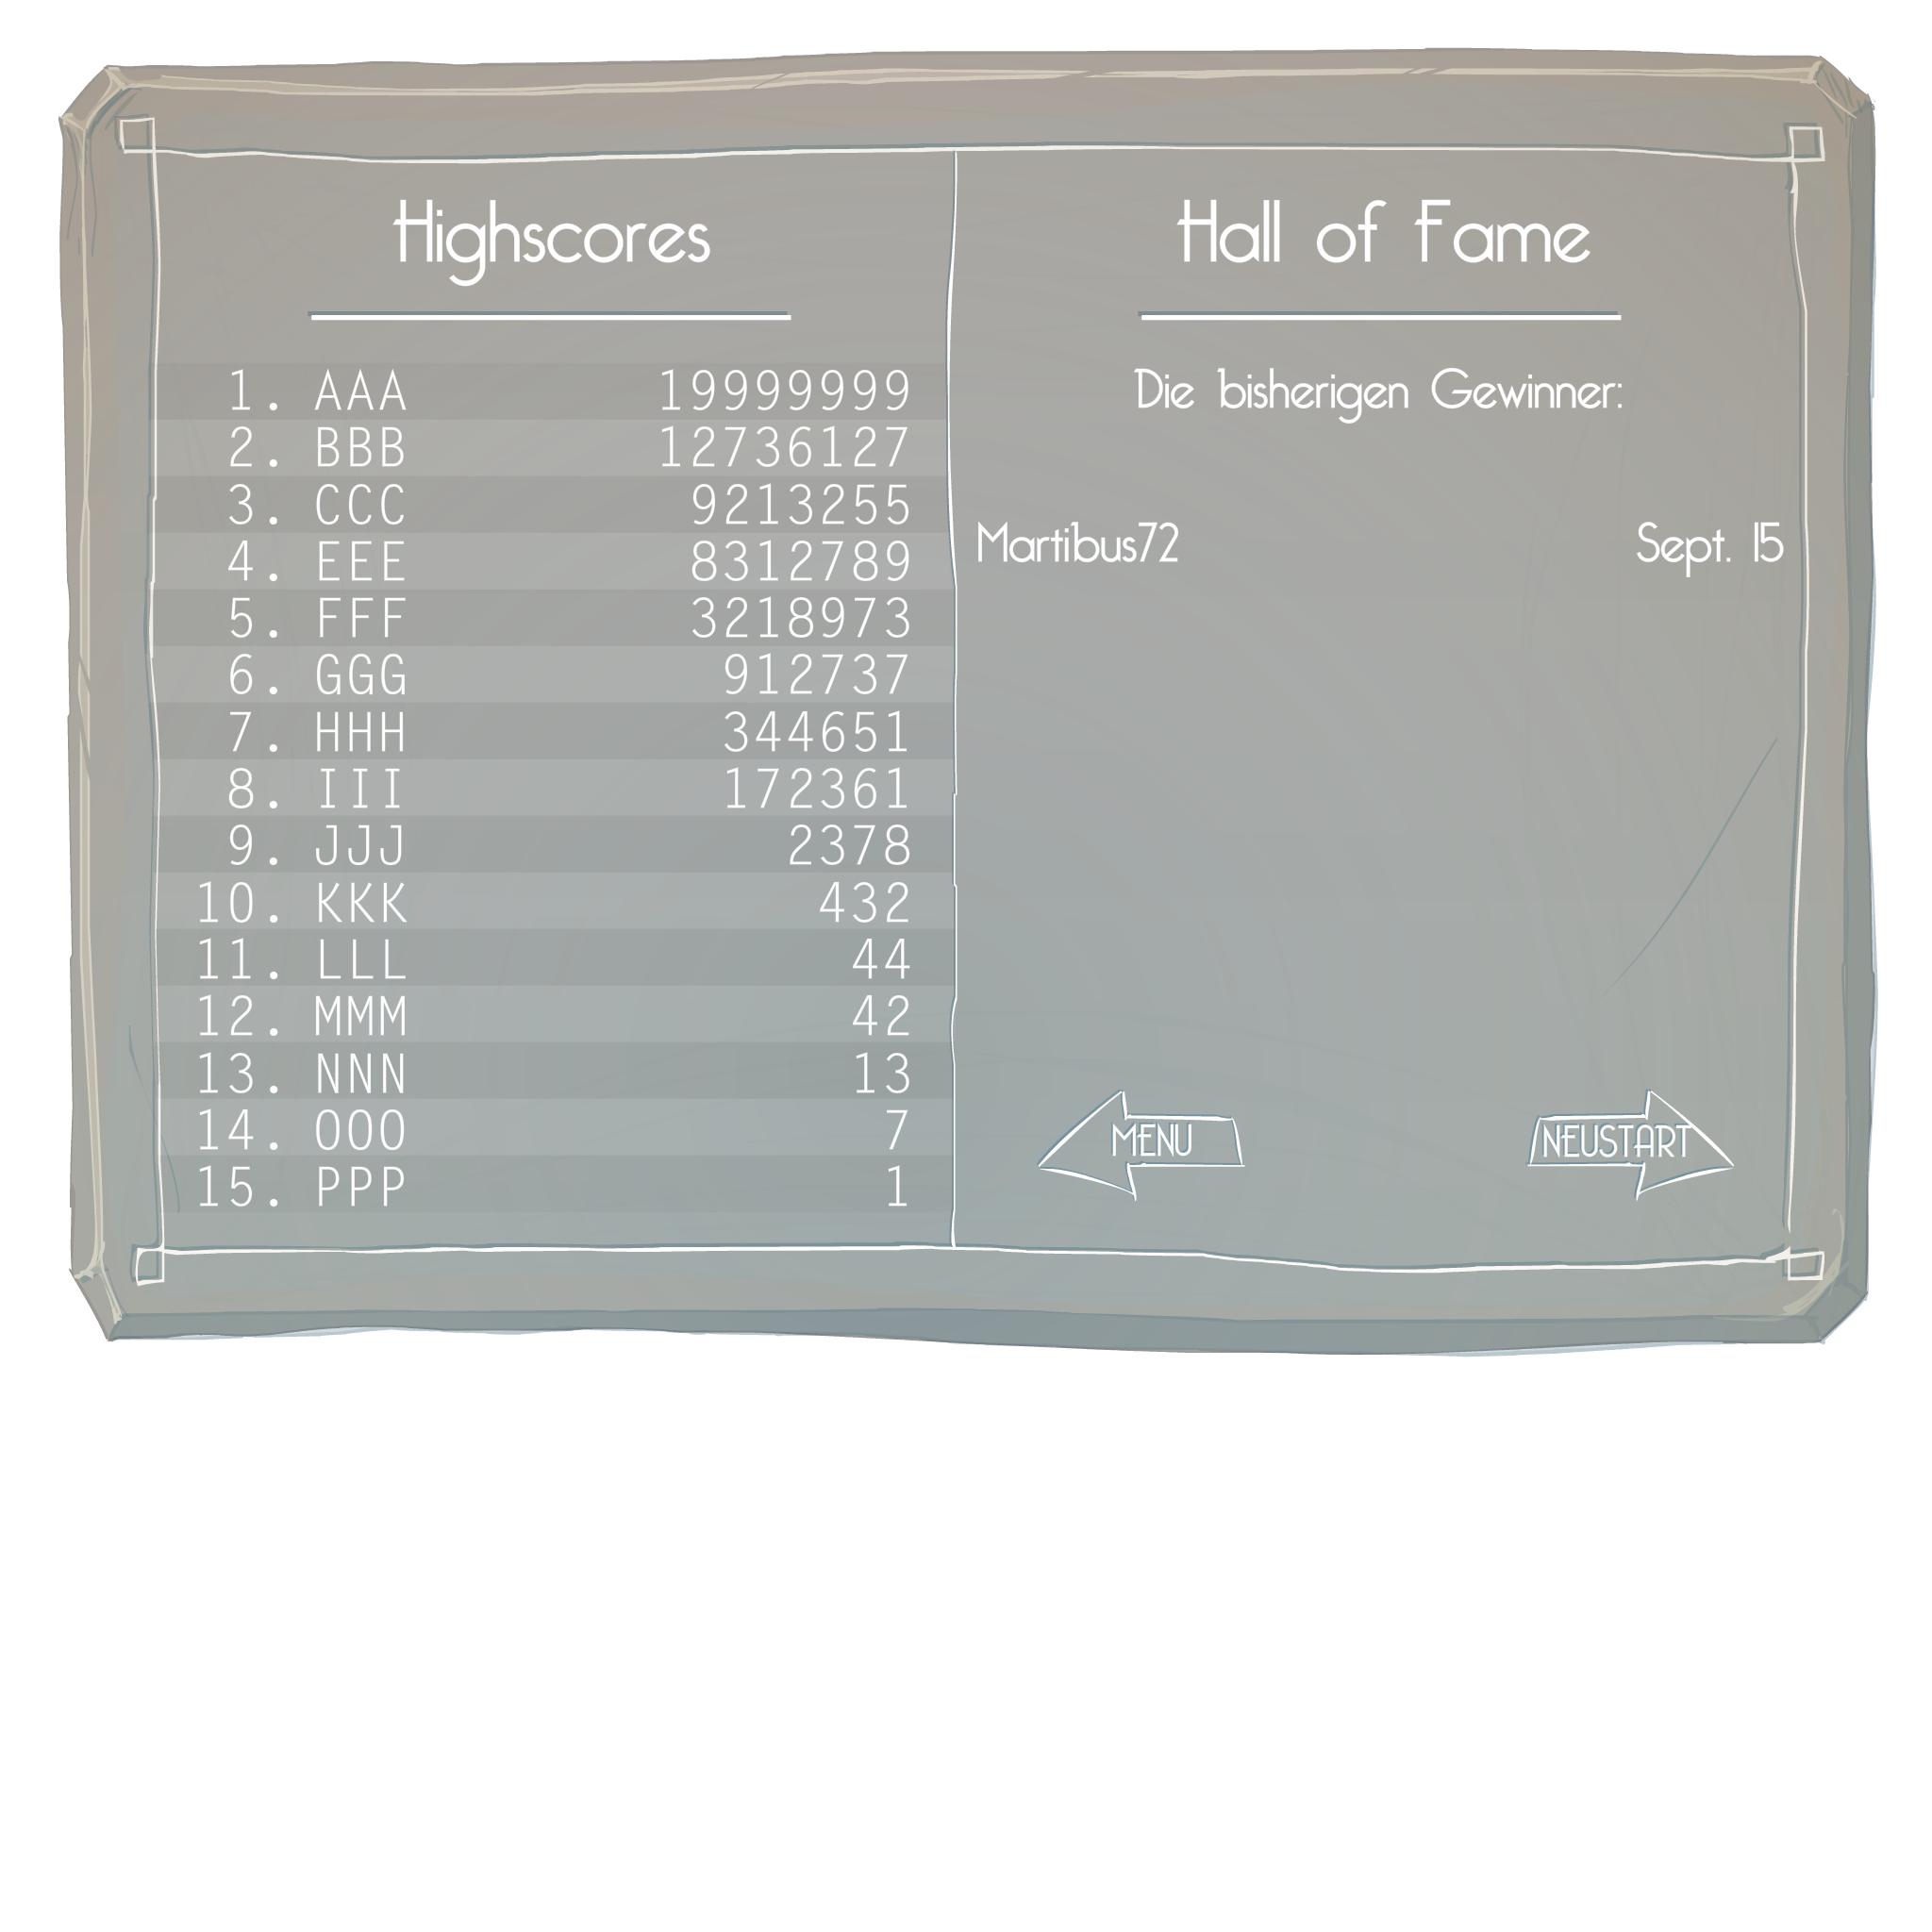 Highscores
1. AAA 19999999
2. BBB 12736127
3. CCC 9213255
4. EEE 8312789
5. FFF 3218973
6. GGG 912737
7. HHH 344651
8. III 172361
9. JJJ 2378
10. KKK 432
11. LLL 44
12. MMM 42
13. NNN 13
14. OOO 7
15. PPP 1
Hall of Fame
Die bisherigen Gewinner:
Martibus72 Sept. 15
MENU NEUSTART